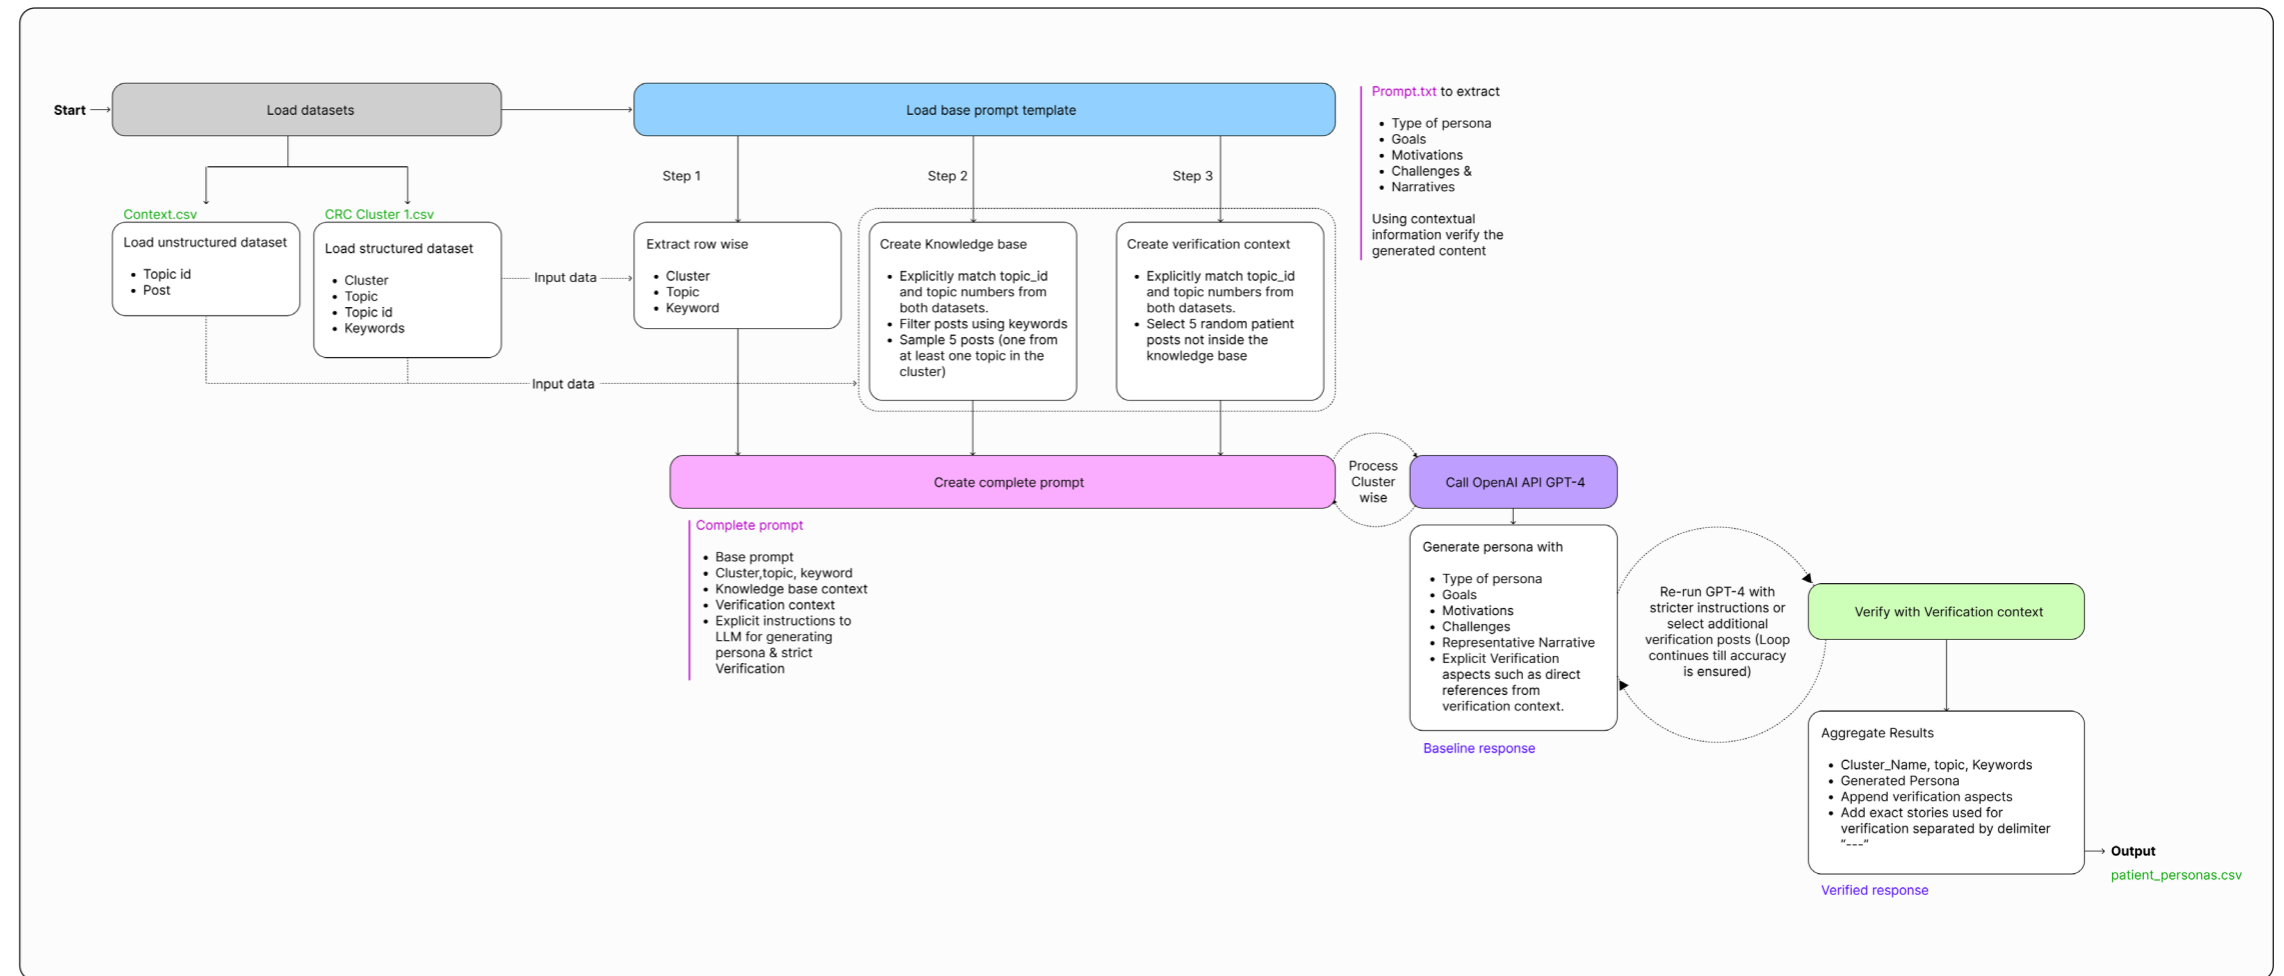 Start
Load datasets
Load base prompt template
Prompt.txt to extract
• Type of persona
• Goals
• Motivations
• Challenges &
• Narratives
Using contextual
information verify the
generated content
Step 1
Step 2
Step 3
Context.csv
Load unstructured dataset
• Topic id
• Post
CRC Cluster 1.csv
Load structured dataset
• Cluster
• Topic
• Topic id
• Keywords
Input data
Input data
Extract row wise
• Cluster
• Topic
• Keyword
Create Knowledge base
• Explicitly match topic_id
and topic numbers from
both datasets.
• Filter posts using keywords
• Sample 5 posts (one from
at least one topic in the
cluster)
Create verification context
• Explicitly match topic_id
and topic numbers from
both datasets.
• Select 5 random patient
posts not inside the
knowledge base
Create complete prompt
Process
Cluster
wise
Call OpenAI API GPT-4
Complete prompt
• Base prompt
• Cluster,topic, keyword
• Knowledge base context
• Verification context
• Explicit instructions to
LLM for generating
persona & strict
Verification
Generate persona with
• Type of persona
• Goals
• Motivations
• Challenges
• Representative Narrative
• Explicit Verification
aspects such as direct
references from
verification context.
Baseline response
Re-run GPT-4 with
stricter instructions or
select additional
verification posts (Loop
continues till accuracy
is ensured)
Verify with Verification context
Aggregate Results
• Cluster_Name, topic, Keywords
• Generated Persona
• Append verification aspects
• Add exact stories used for
verification separated by delimiter
"---"
Verified response
Output
patient_personas.csv